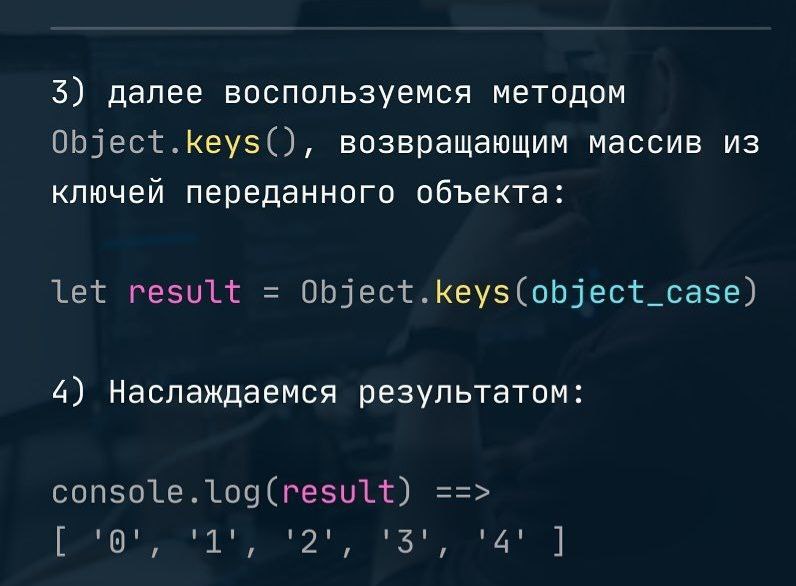 3) далее воспользуемся методом
Object.keys(), возвращающим массив из
ключей переданного объекта:
let result = Object.keys(object_case)
4) Наслаждаемся результатом:
console.log(result) ==>
[ '0', '1', '2', '3', '4' ]